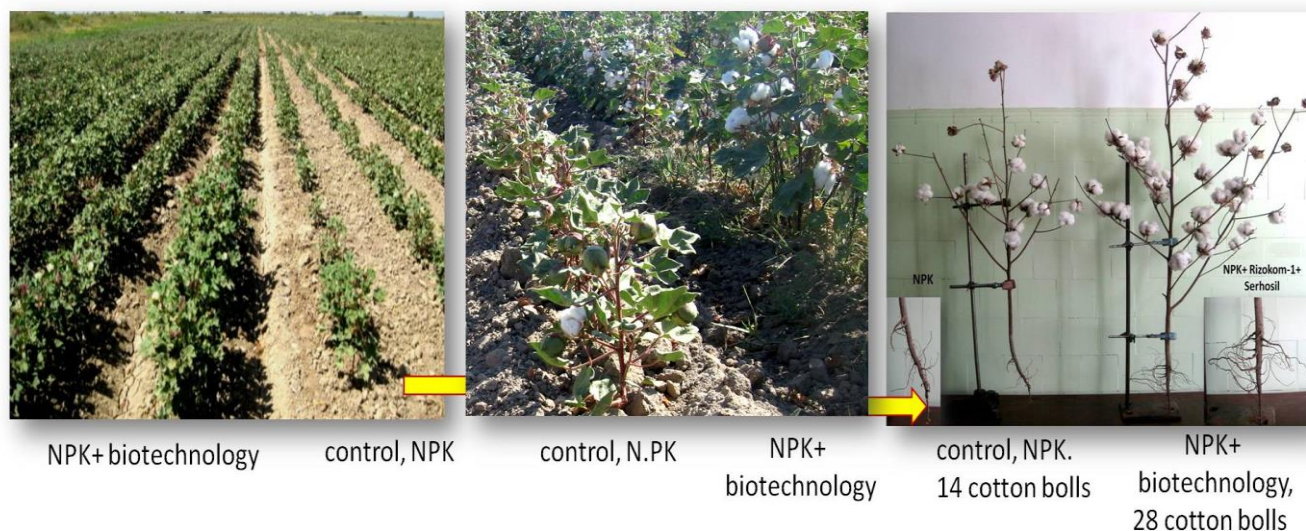 NPK
NPK+ Rizokom-1+
Serhosil
NPK+ biotechnology
control, NPK
control, N.PK
NPK+
biotechnology
control, NPK.
14 cotton bolls
NPK+
biotechnology,
28 cotton bolls